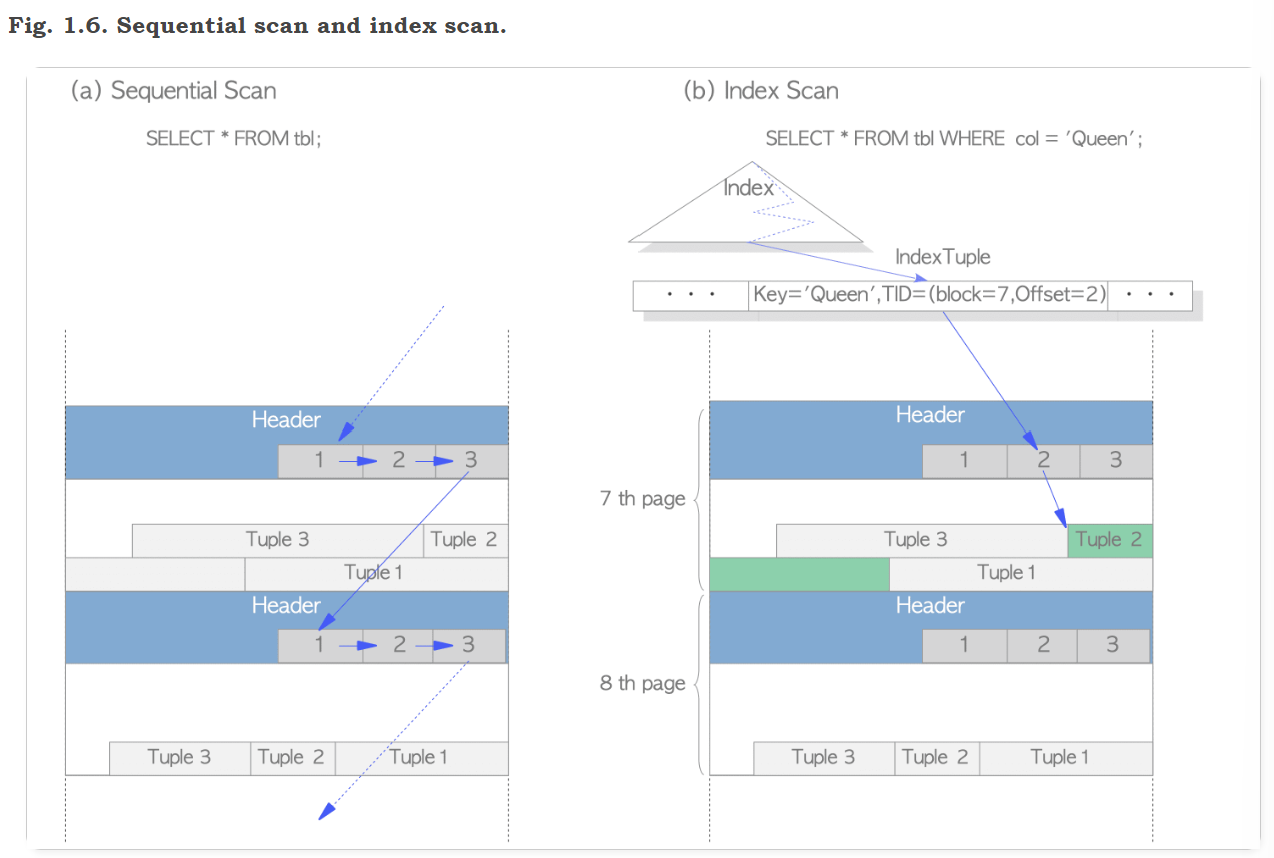 Fig. 1.6. Sequential scan and index scan.
(a) Sequential Scan
SELECT * FROM tbl;
Header
1 2 3
Tuple 3 Tuple 2
Tuple 1
Header
1 2 3
Tuple 3 Tuple 2 Tuple 1
(b) Index Scan
SELECT * FROM tbl WHERE col = 'Queen';
Index
IndexTuple
・・・ Key='Queen',TID=(block=7,Offset=2) ・・・
7 th page
Header
1 2 3
Tuple 3 Tuple 2
Tuple 1
8 th page
Header
1 2 3
Tuple 3 Tuple 2 Tuple 1